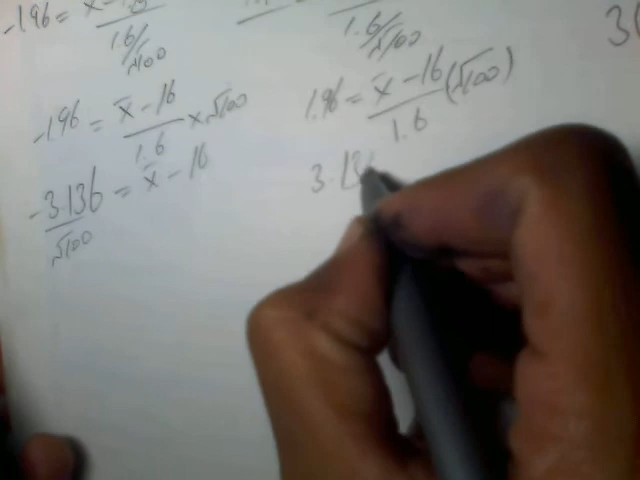 -1.96 = x̄ - 16
1.6/√100
1.6/√100
-1.96 = x̄ - 16 / 1.6 × √100
-3.136 / √100 = x̄ - 16
1.96 = x̄ - 16 / 1.6 (√100)
3.13